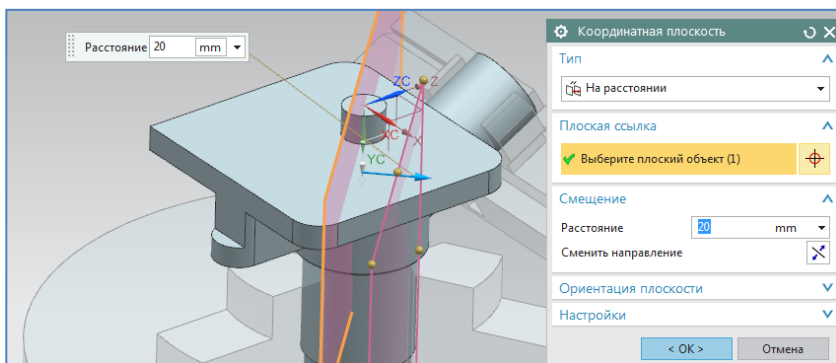 Расстояние 20 mm
ZC
Z
XC
X
YC
Координатная плоскость
Тип
На расстоянии
Плоская ссылка
Выберите плоский объект (1)
Смещение
Расстояние 20 mm
Сменить направление
Ориентация плоскости
Настройки
< ОК > Отмена